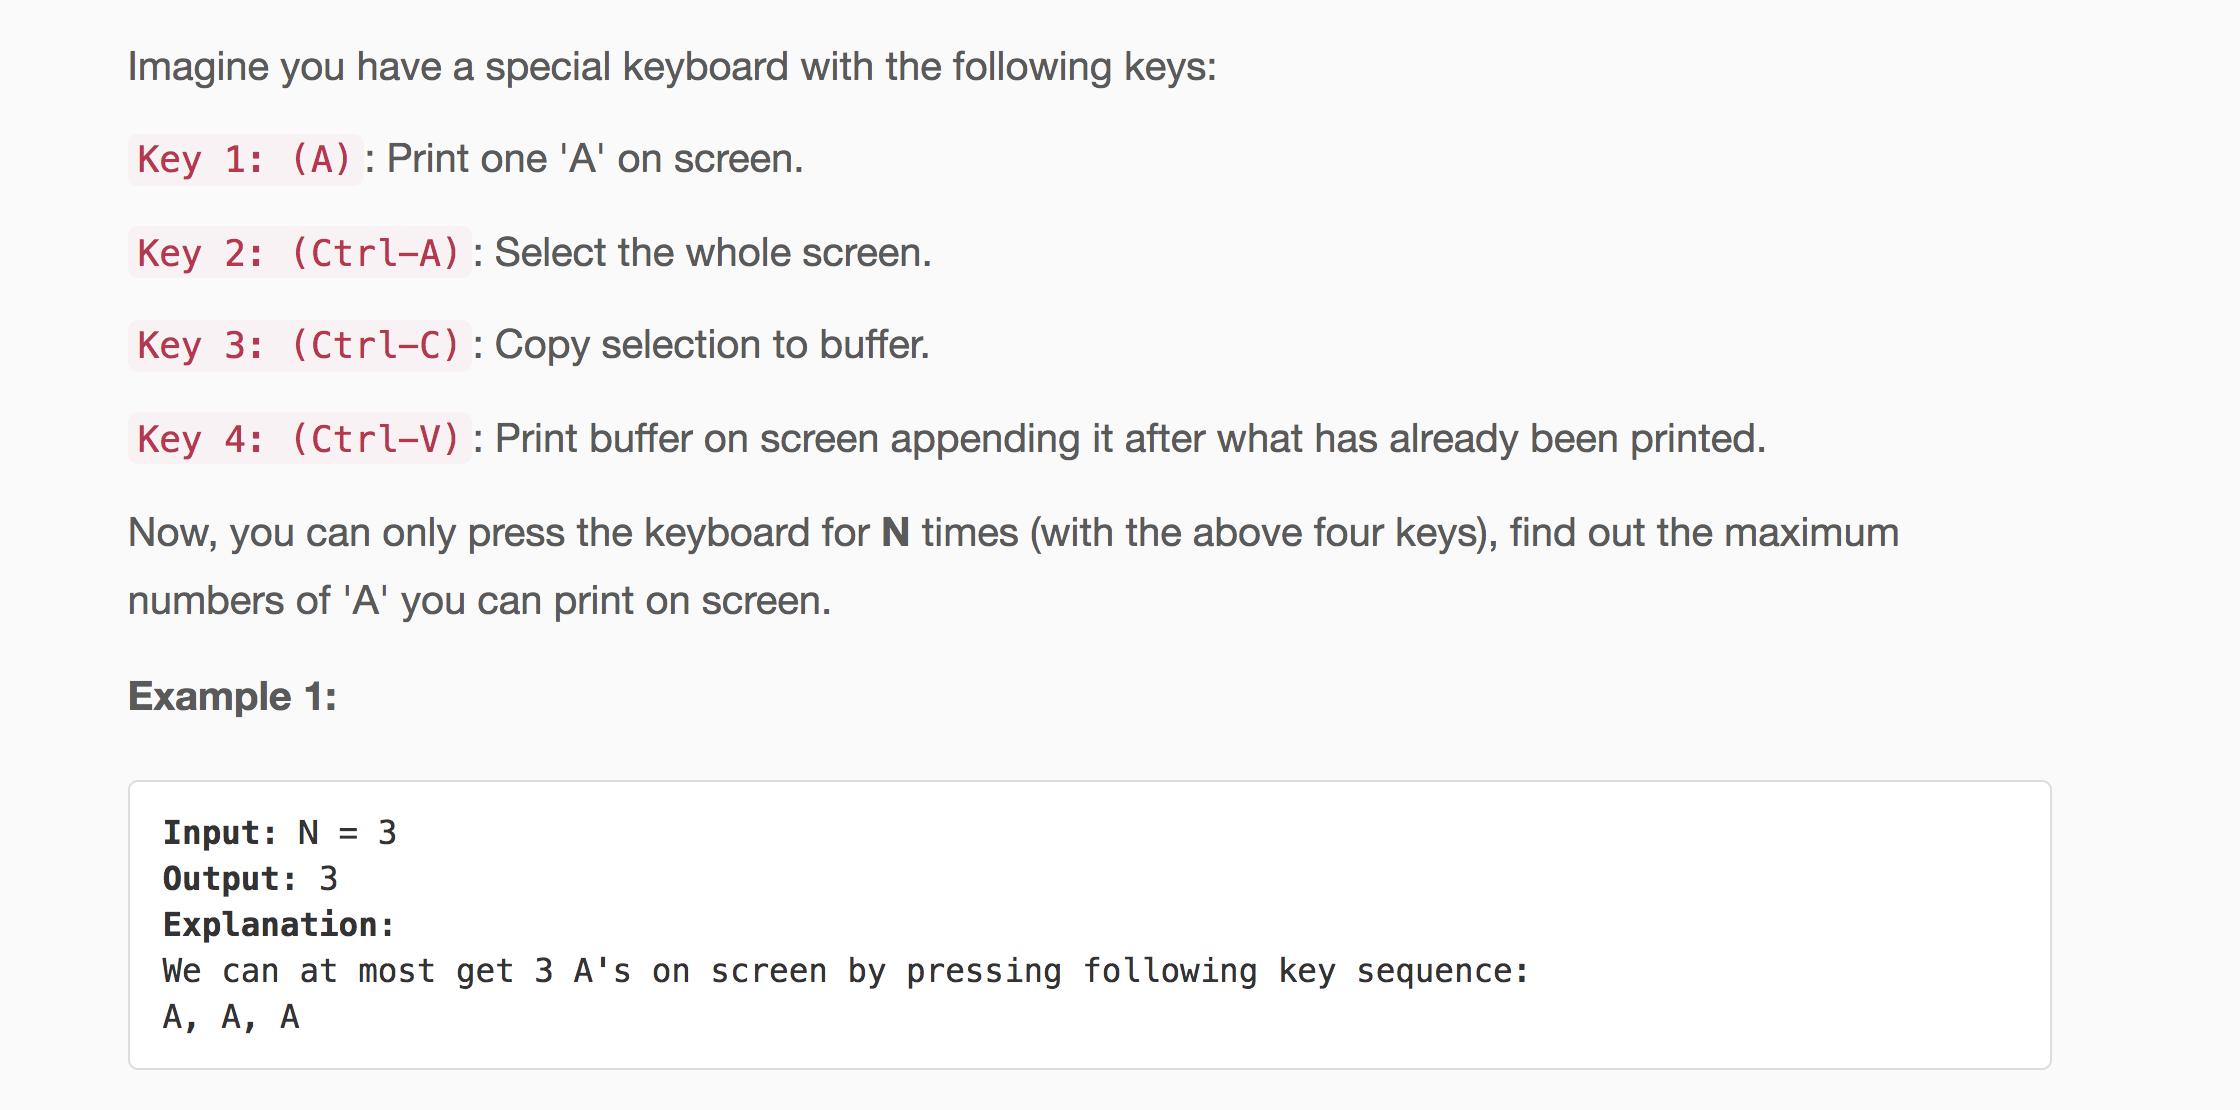 Imagine you have a special keyboard with the following keys:
Key 1: (A): Print one 'A' on screen.
Key 2: (Ctrl-A): Select the whole screen.
Key 3: (Ctrl-C): Copy selection to buffer.
Key 4: (Ctrl-V): Print buffer on screen appending it after what has already been printed.
Now, you can only press the keyboard for N times (with the above four keys), find out the maximum
numbers of 'A' you can print on screen.
Example 1:
Input: N = 3
Output: 3
Explanation:
We can at most get 3 A's on screen by pressing following key sequence:
A, A, A